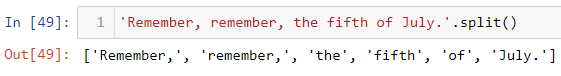 In [49]: 1 'Remember, remember, the fifth of July.'.split()
Out[49]: ['Remember,', 'remember,', 'the', 'fifth', 'of', 'July.']